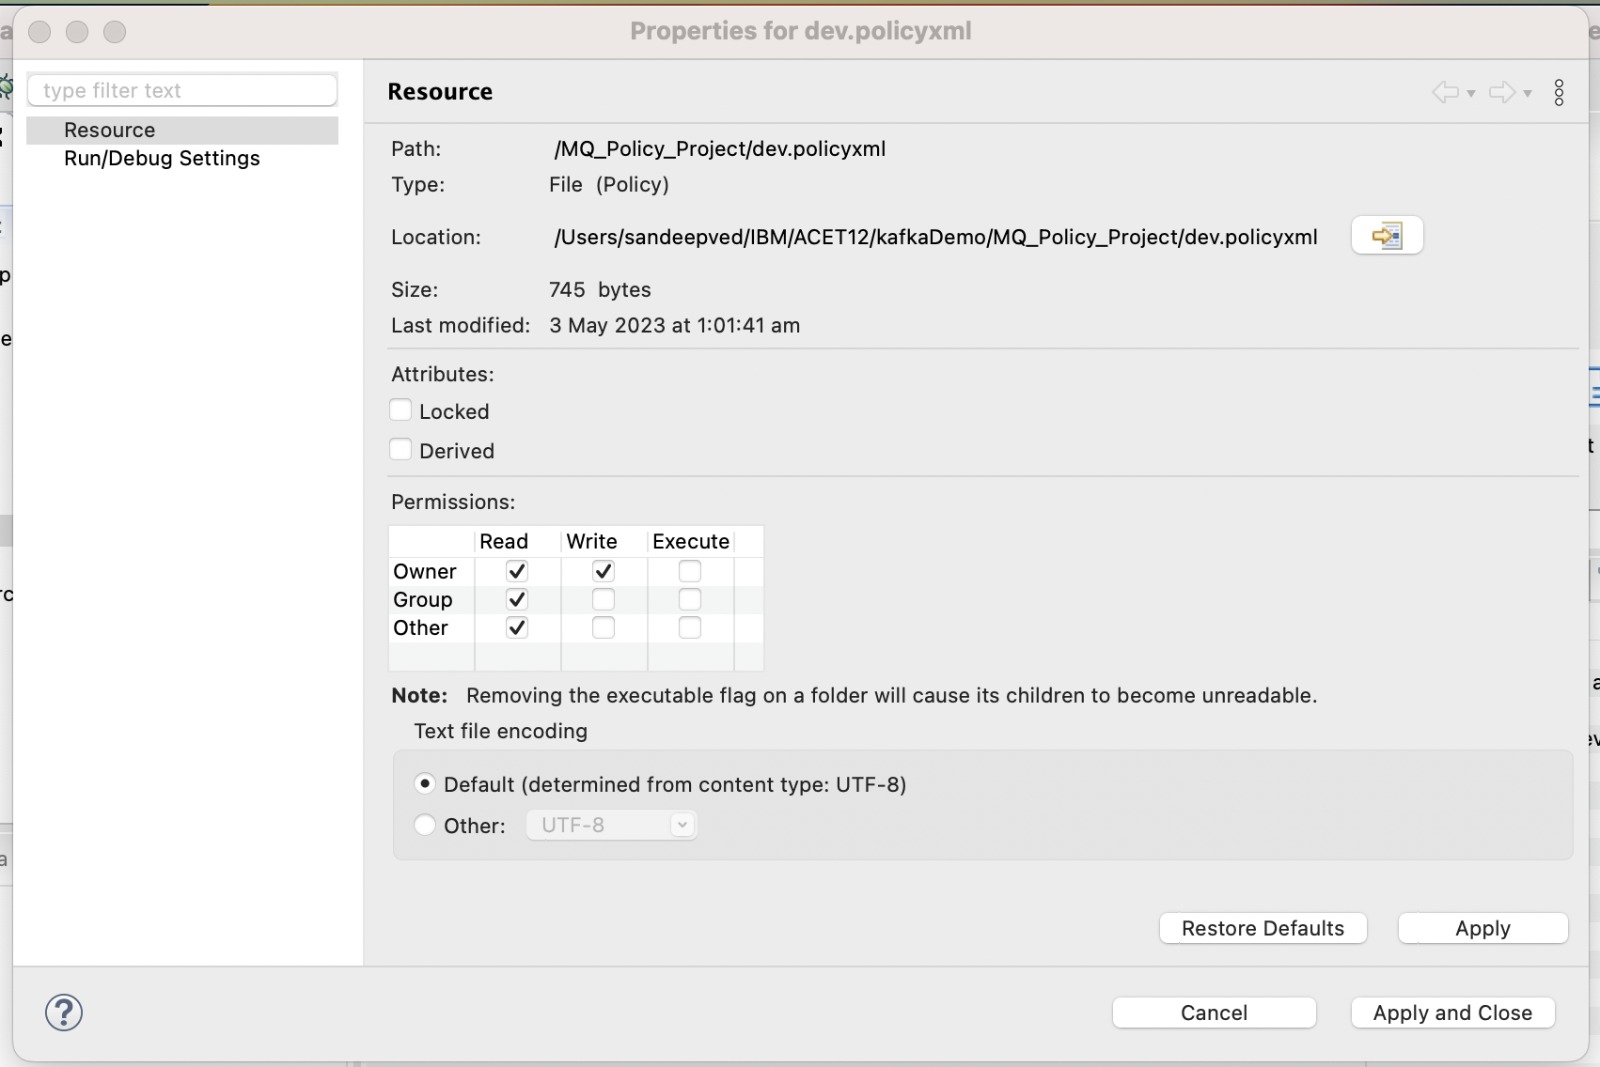 Properties for dev.policyxml
type filter text
Resource
Run/Debug Settings
Resource
Path: /MQ_Policy_Project/dev.policyxml
Type: File (Policy)
Location: /Users/sandeepved/IBM/ACET12/kafkaDemo/MQ_Policy_Project/dev.policyxml
Size: 745 bytes
Last modified: 3 May 2023 at 1:01:41 am
Attributes:
Locked
Derived
Permissions:
Read Write Execute
Owner
Group
Other
Note: Removing the executable flag on a folder will cause its children to become unreadable.
Text file encoding
Default (determined from content type: UTF-8)
Other: UTF-8
Restore Defaults Apply
? Cancel Apply and Close